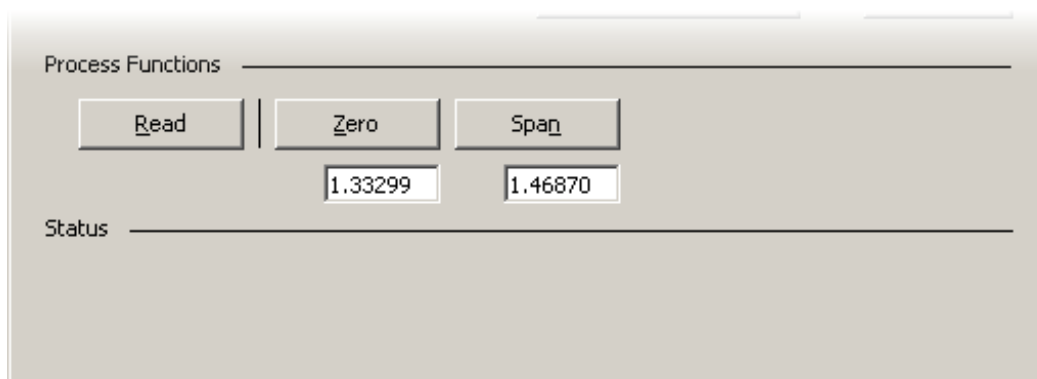 Process Functions
Read Zero Span
1.33299 1.46870
Status